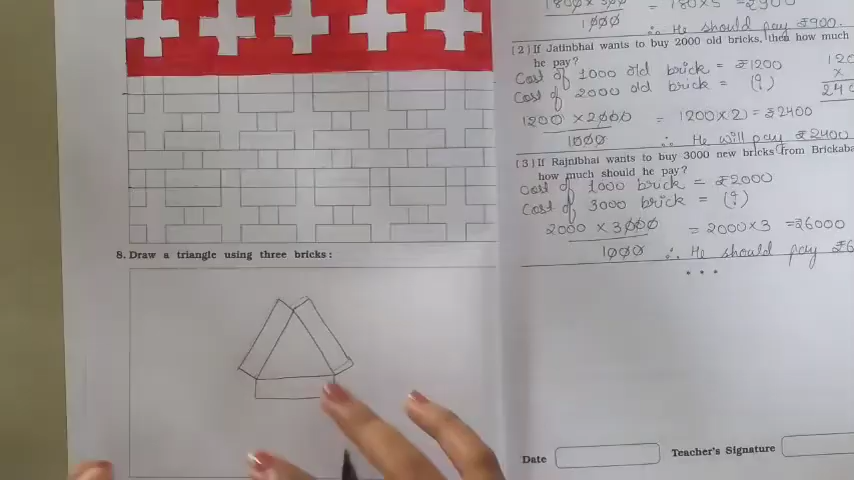 8. Draw a triangle using three bricks :
1800 × 500 = 180×5 = ₹900
1000 ∴ He should pay ₹900.
(2) If Jatinbhai wants to buy 2000 old bricks, then how much
he pay?
Cost of 1000 old brick = ₹1200
Cost of 2000 old brick = (?)
1200 × 2000 = 1200×2 = ₹2400
1000 ∴ He will pay ₹2400
(3) If Rajnibhai wants to buy 3000 new bricks from
how much should he pay?
Cost of 1000 brick = ₹2000
Cost of 3000 brick = (?)
2000 × 3000 = 2000×3 = ₹6000
1000 ∴ He should pay
Date
Teacher's Signature